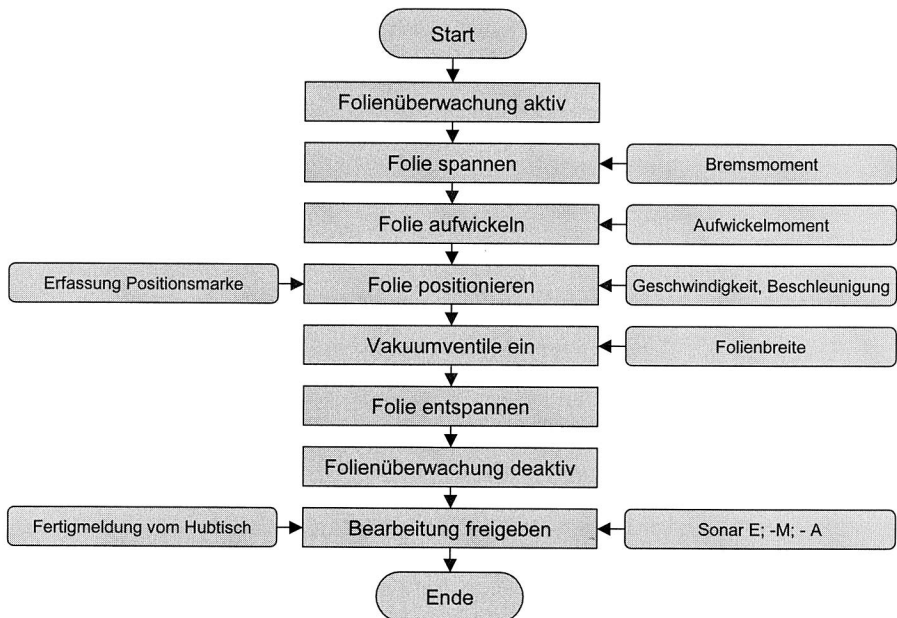 Start
Folienüberwachung aktiv
Folie spannen
Bremsmoment
Folie aufwickeln
Aufwickelmoment
Erfassung Positionsmarke
Folie positionieren
Geschwindigkeit, Beschleunigung
Vakuumventile ein
Folienbreite
Folie entspannen
Folienüberwachung deaktiv
Fertigmeldung vom Hubtisch
Bearbeitung freigeben
Sonar E; -M; - A
Ende